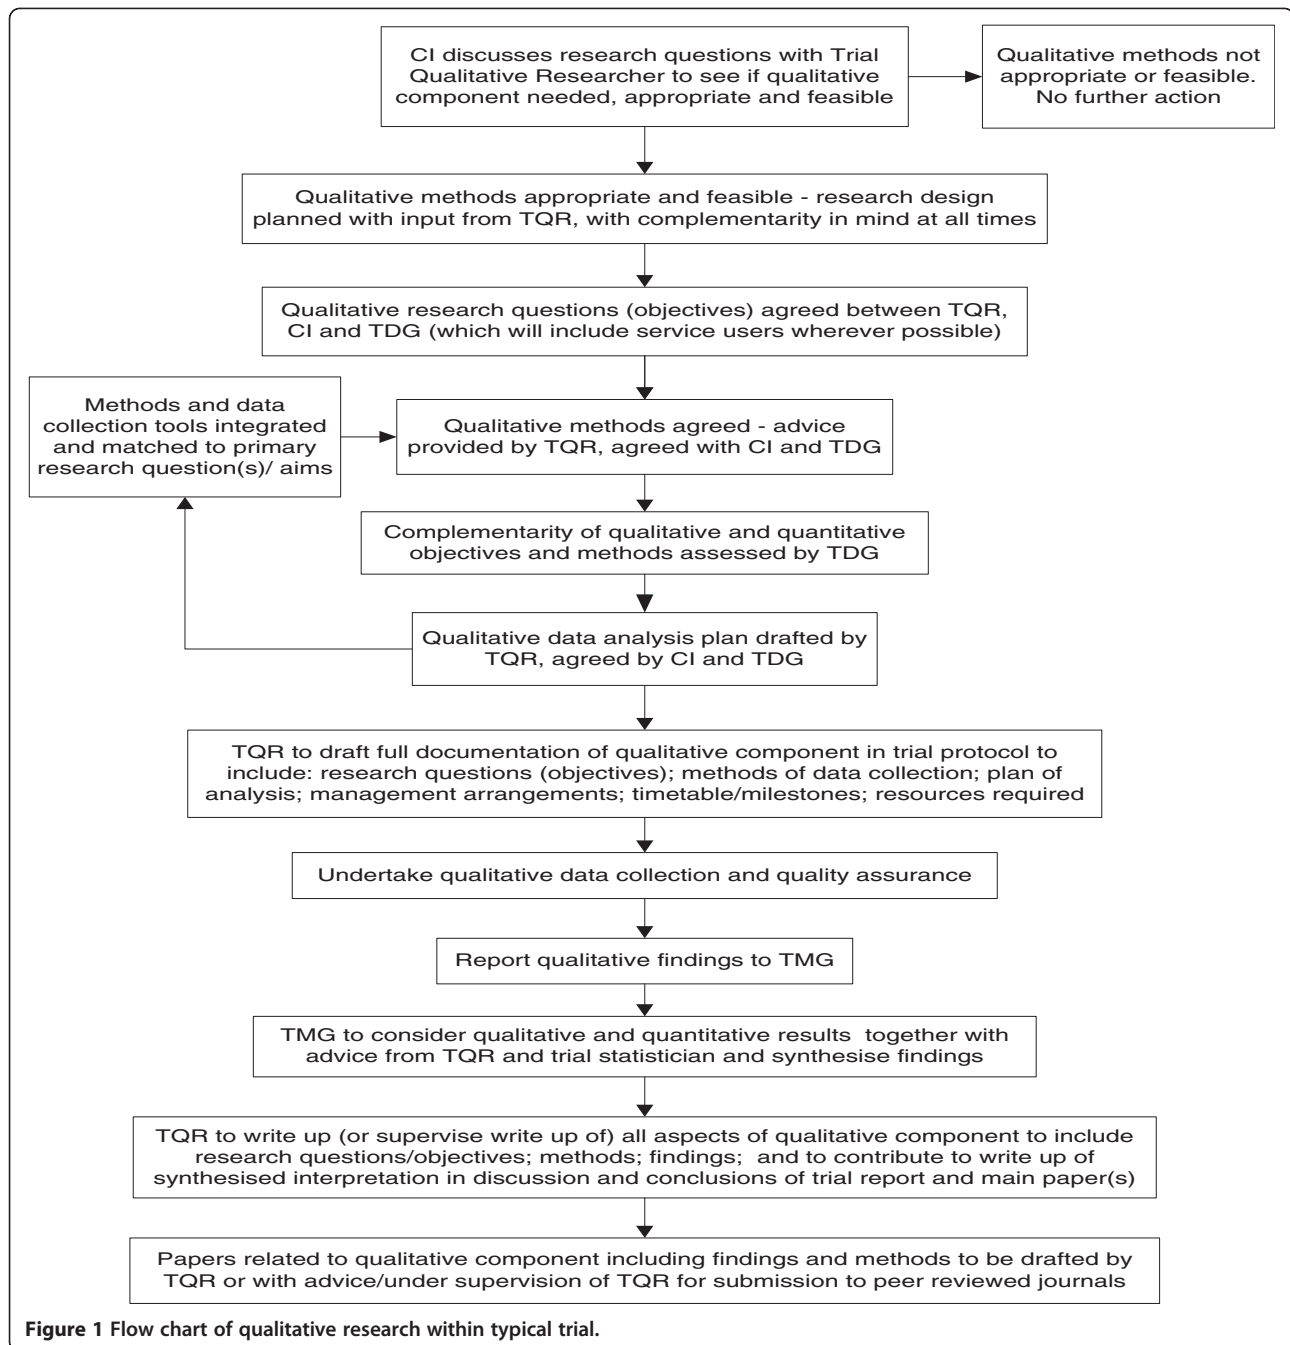 CI discusses research questions with Trial
Qualitative Researcher to see if qualitative
component needed, appropriate and feasible
Qualitative methods not
appropriate or feasible.
No further action
Qualitative methods appropriate and feasible - research design
planned with input from TQR, with complementarity in mind at all times
Qualitative research questions (objectives) agreed between TQR,
CI and TDG (which will include service users wherever possible)
Methods and data
collection tools integrated
and matched to primary
research question(s)/ aims
Qualitative methods agreed - advice
provided by TQR, agreed with CI and TDG
Complementarity of qualitative and quantitative
objectives and methods assessed by TDG
Qualitative data analysis plan drafted by
TQR, agreed by CI and TDG
TQR to draft full documentation of qualitative component in trial protocol to
include: research questions (objectives); methods of data collection; plan of
analysis; management arrangements; timetable/milestones; resources required
Undertake qualitative data collection and quality assurance
Report qualitative findings to TMG
TMG to consider qualitative and quantitative results together with
advice from TQR and trial statistician and synthesise findings
TQR to write up (or supervise write up of) all aspects of qualitative component to include
research questions/objectives; methods; findings; and to contribute to write up of
synthesised interpretation in discussion and conclusions of trial report and main paper(s)
Papers related to qualitative component including findings and methods to be drafted by
TQR or with advice/under supervision of TQR for submission to peer reviewed journals
Figure 1 Flow chart of qualitative research within typical trial.